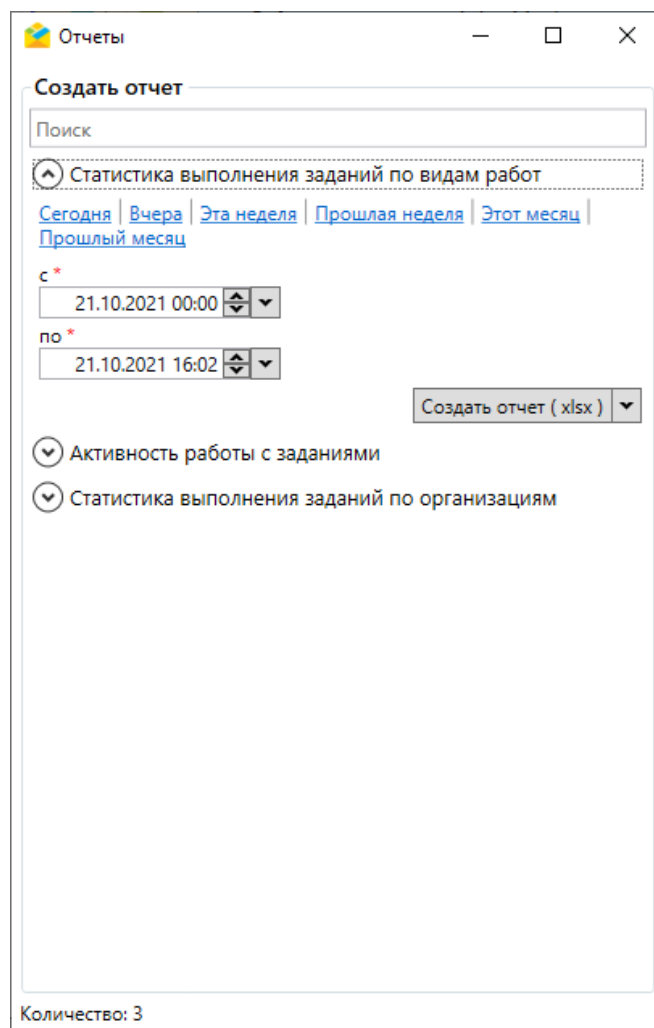 Отчеты
Создать отчет
Поиск
Статистика выполнения заданий по видам работ
Сегодня | Вчера | Эта неделя | Прошлая неделя | Этот месяц |
Прошлый месяц
с *
21.10.2021 00:00
по *
21.10.2021 16:02
Создать отчет ( xlsx )
Активность работы с заданиями
Статистика выполнения заданий по организациям
Количество: 3